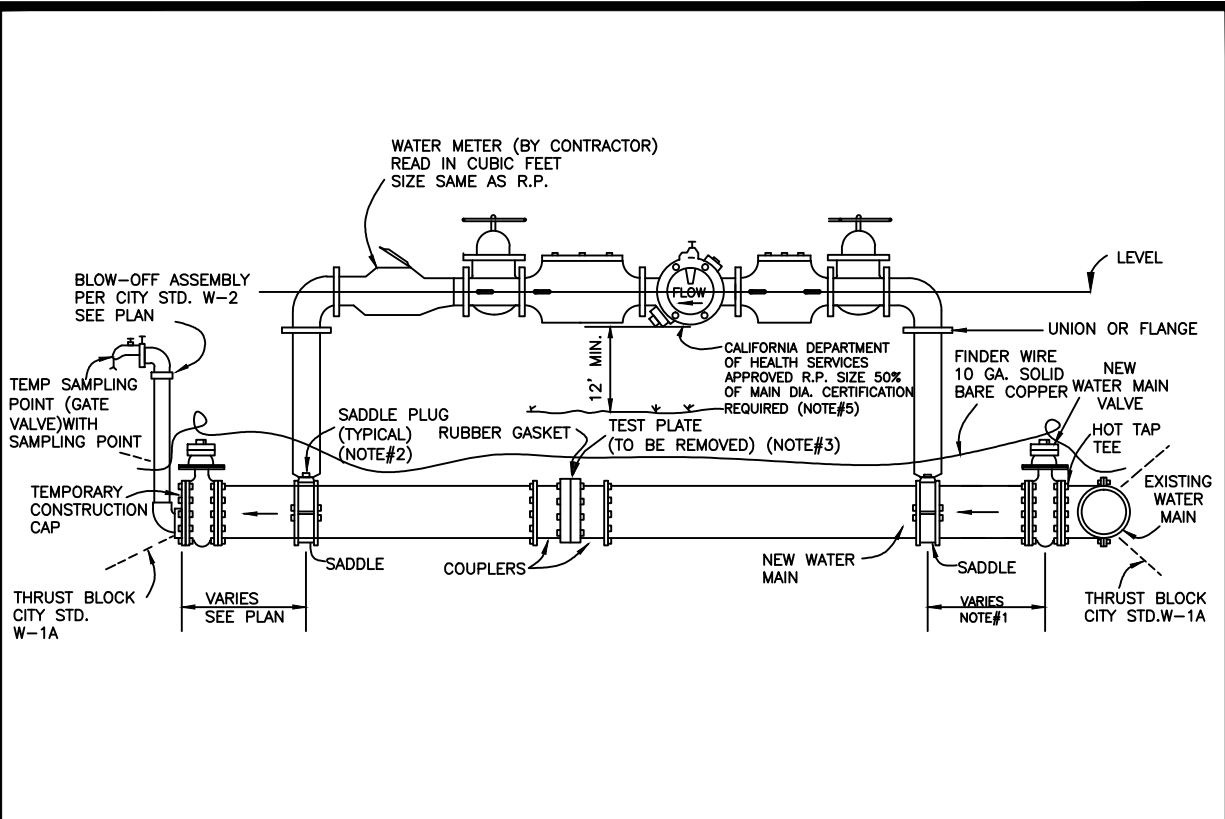 WATER METER (BY CONTRACTOR)
READ IN CUBIC FEET
SIZE SAME AS R.P.
BLOW-OFF ASSEMBLY
PER CITY STD. W-2
SEE PLAN
LEVEL
FLOW
UNION OR FLANGE
12' MIN.
CALIFORNIA DEPARTMENT
OF HEALTH SERVICES
APPROVED R.P. SIZE 50%
OF MAIN DIA. CERTIFICATION
REQUIRED (NOTE#5)
FINDER WIRE
10 GA. SOLID
BARE COPPER
NEW
WATER MAIN
VALVE
TEMP SAMPLING
POINT (GATE
VALVE)WITH
SAMPLING POINT
SADDLE PLUG
(TYPICAL)
(NOTE#2)
RUBBER GASKET
TEST PLATE
(TO BE REMOVED) (NOTE#3)
HOT TAP
TEE
TEMPORARY
CONSTRUCTION
CAP
EXISTING
WATER
MAIN
SADDLE
COUPLERS
NEW WATER
MAIN
SADDLE
THRUST BLOCK
CITY STD.
W-1A
VARIES
SEE PLAN
VARIES
NOTE#1
THRUST BLOCK
CITY STD.W-1A